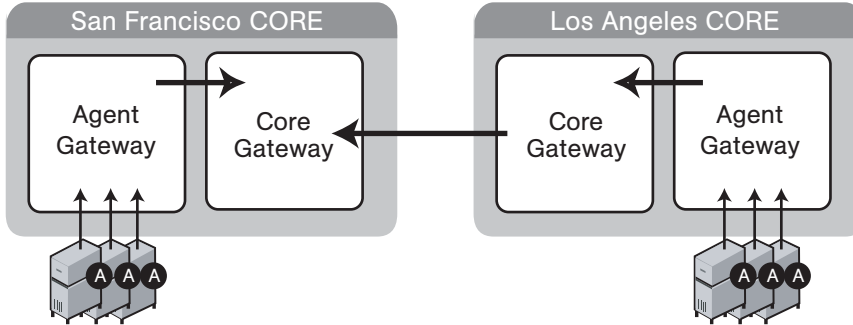 San Francisco CORE
Los Angeles CORE
Agent
Gateway
Core
Gateway
Core
Gateway
Agent
Gateway
A
A
A
A
A
A